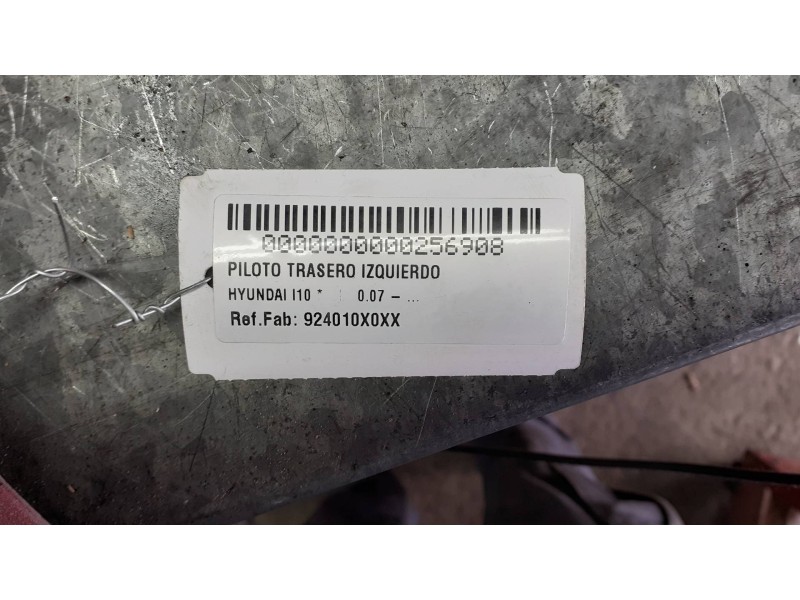 0000000000256908
PILOTO TRASERO IZQUIERDO
HYUNDAI I10 * | 0.07 - ...
Ref.Fab: 924010X0XX